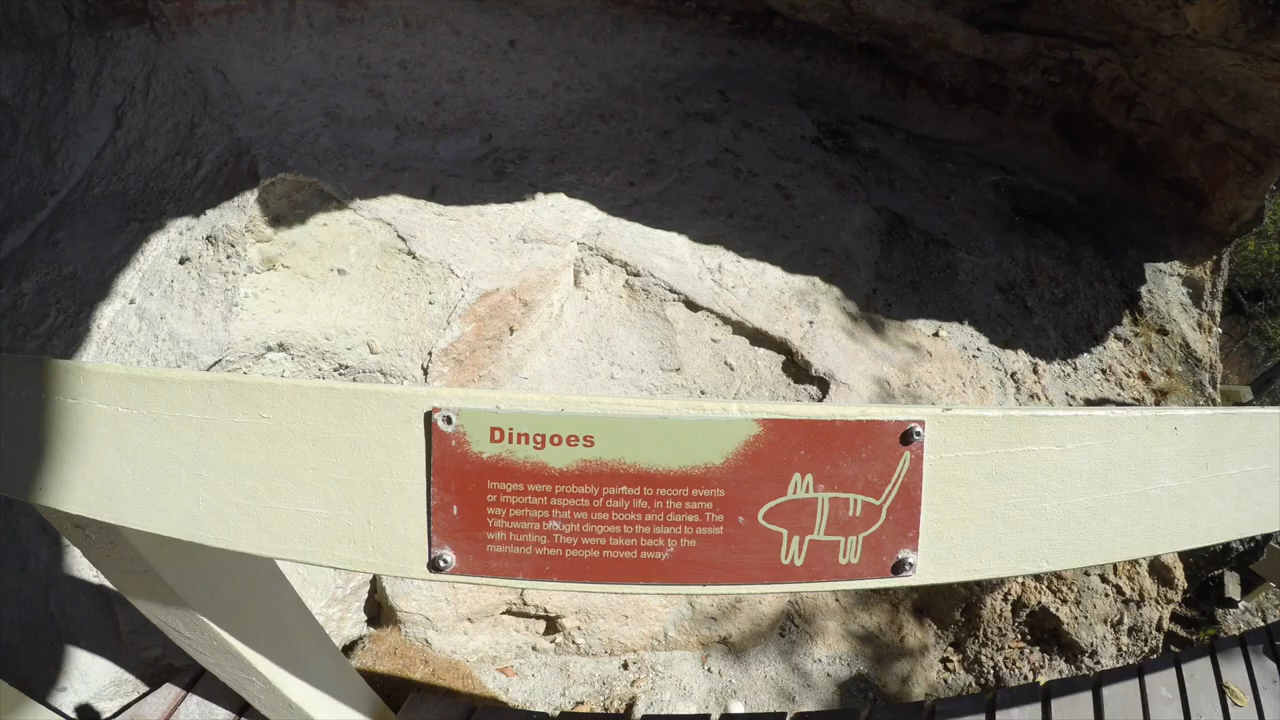 Dingoes
Images were probably painted to record events
or important aspects of daily life, in the same
way perhaps that we use books and diaries. The
Yiithuwarra brought dingoes to the island to assist
with hunting. They were taken back to the
mainland when people moved away.